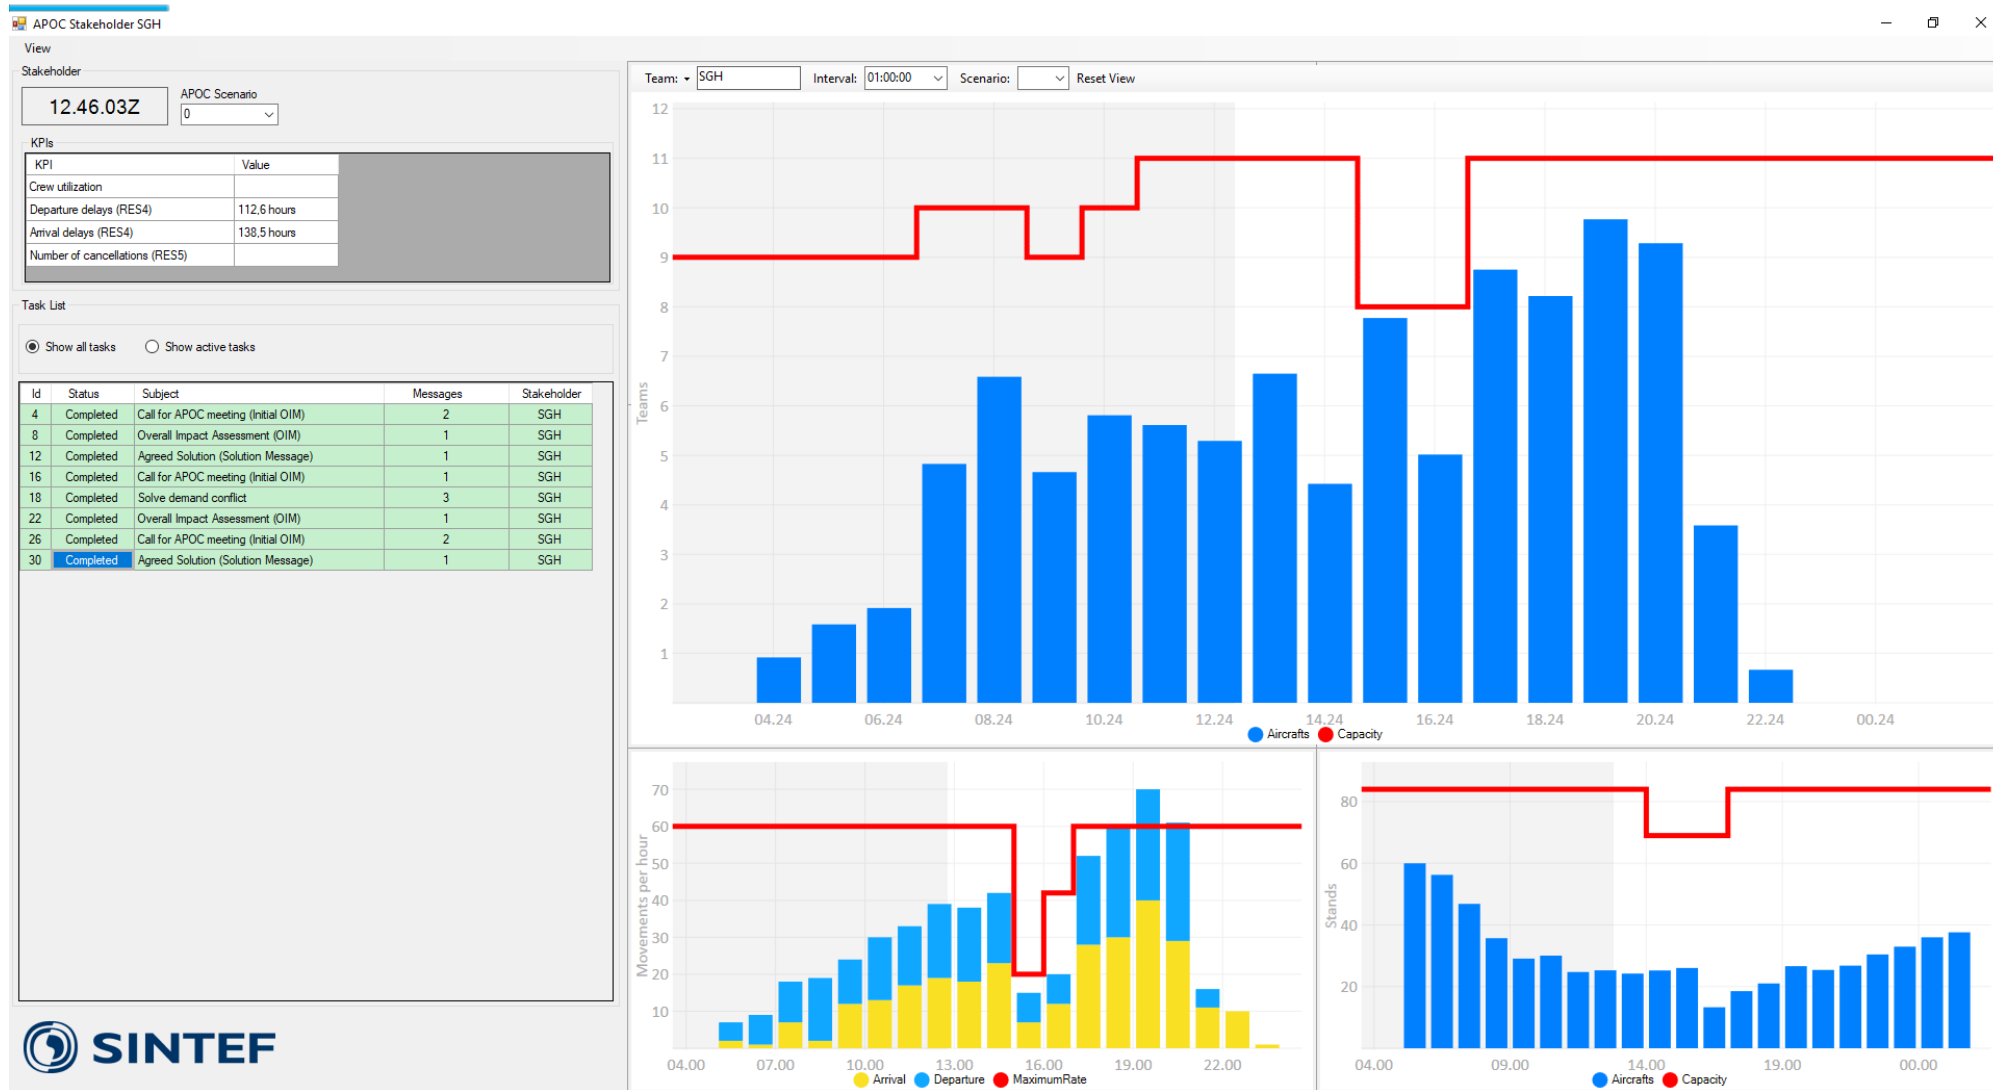 APOC Stakeholder SGH
View
Stakeholder
12.46.03Z
APOC Scenario
0
KPIs
KPI Value
Crew utilization
Departure delays (RES4) 112,6 hours
Arrival delays (RES4) 138,5 hours
Number of cancellations (RES5)
Task List
Show all tasks Show active tasks
Id Status Subject Messages Stakeholder
4 Completed Call for APOC meeting (Initial OIM) 2 SGH
8 Completed Overall Impact Assessment (OIM) 1 SGH
12 Completed Agreed Solution (Solution Message) 1 SGH
16 Completed Call for APOC meeting (Initial OIM) 1 SGH
18 Completed Solve demand conflict 3 SGH
22 Completed Overall Impact Assessment (OIM) 1 SGH
26 Completed Call for APOC meeting (Initial OIM) 2 SGH
30 Completed Agreed Solution (Solution Message) 1 SGH
SINTEF
Team: SGH Interval: 01:00:00 Scenario: Reset View
12
11
10
9
8
7
6
5
4
3
2
1
Teams
04.24 06.24 08.24 10.24 12.24 14.24 16.24 18.24 20.24 22.24 00.24
Aircrafts Capacity
70
60
50
40
30
20
10
Movements per hour
04.00 07.00 10.00 13.00 16.00 19.00 22.00
Arrival Departure MaximumRate
80
60
40
20
Stands
04.00 09.00 14.00 19.00 00.00
Aircrafts Capacity